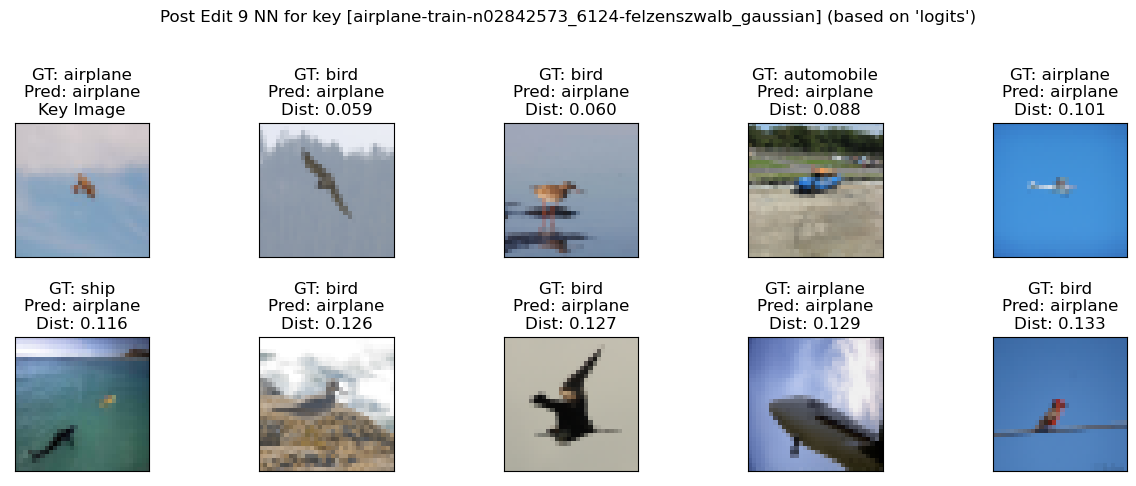 Post Edit 9 NN for key [airplane-train-n02842573_6124-felzenszwalb_gaussian] (based on 'logits')
GT: airplane
Pred: airplane
Key Image
GT: bird
Pred: airplane
Dist: 0.059
GT: bird
Pred: airplane
Dist: 0.060
GT: automobile
Pred: airplane
Dist: 0.088
GT: airplane
Pred: airplane
Dist: 0.101
GT: ship
Pred: airplane
Dist: 0.116
GT: bird
Pred: airplane
Dist: 0.126
GT: bird
Pred: airplane
Dist: 0.127
GT: airplane
Pred: airplane
Dist: 0.129
GT: bird
Pred: airplane
Dist: 0.133